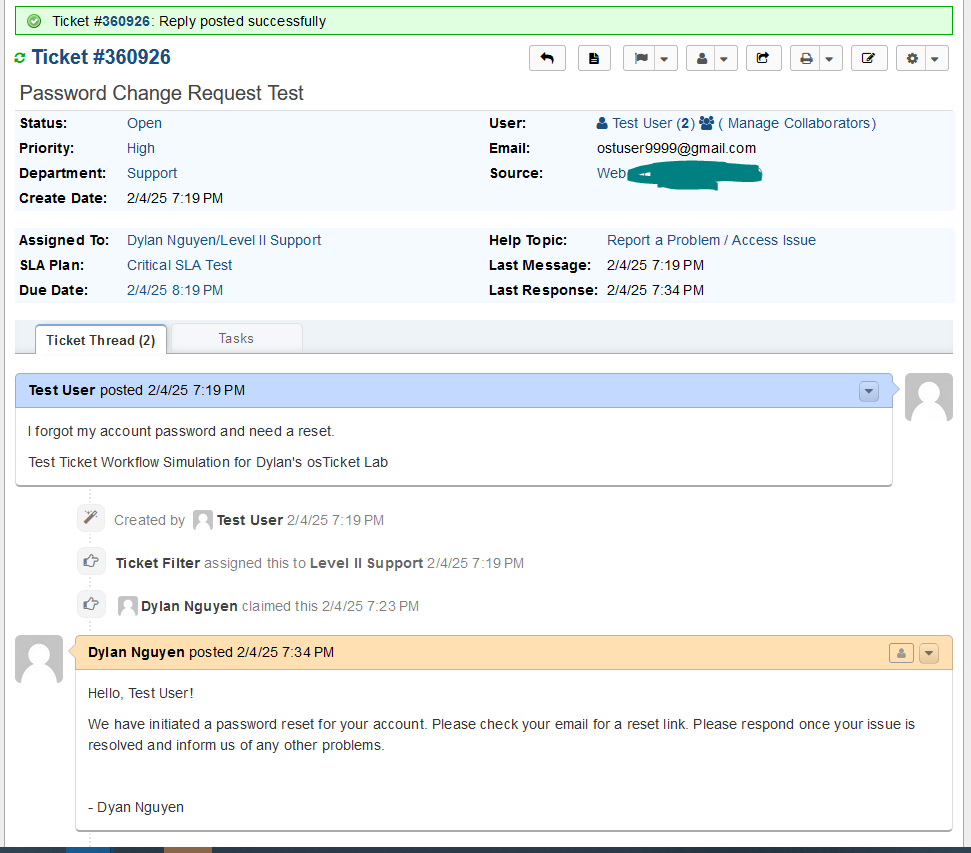 Ticket #360926: Reply posted successfully
Ticket #360926
Password Change Request Test
Status: Open
Priority: High
Department: Support
Create Date: 2/4/25 7:19 PM
User: Test User (2) ( Manage Collaborators)
Email: ostuser9999@gmail.com
Source: Web
Assigned To: Dylan Nguyen/Level II Support
SLA Plan: Critical SLA Test
Due Date: 2/4/25 8:19 PM
Help Topic: Report a Problem / Access Issue
Last Message: 2/4/25 7:19 PM
Last Response: 2/4/25 7:34 PM
Ticket Thread (2) Tasks
Test User posted 2/4/25 7:19 PM
I forgot my account password and need a reset.
Test Ticket Workflow Simulation for Dylan's osTicket Lab
Created by Test User 2/4/25 7:19 PM
Ticket Filter assigned this to Level II Support 2/4/25 7:19 PM
Dylan Nguyen claimed this 2/4/25 7:23 PM
Dylan Nguyen posted 2/4/25 7:34 PM
Hello, Test User!
We have initiated a password reset for your account. Please check your email for a reset link. Please respond once your issue is
resolved and inform us of any other problems.
- Dyan Nguyen